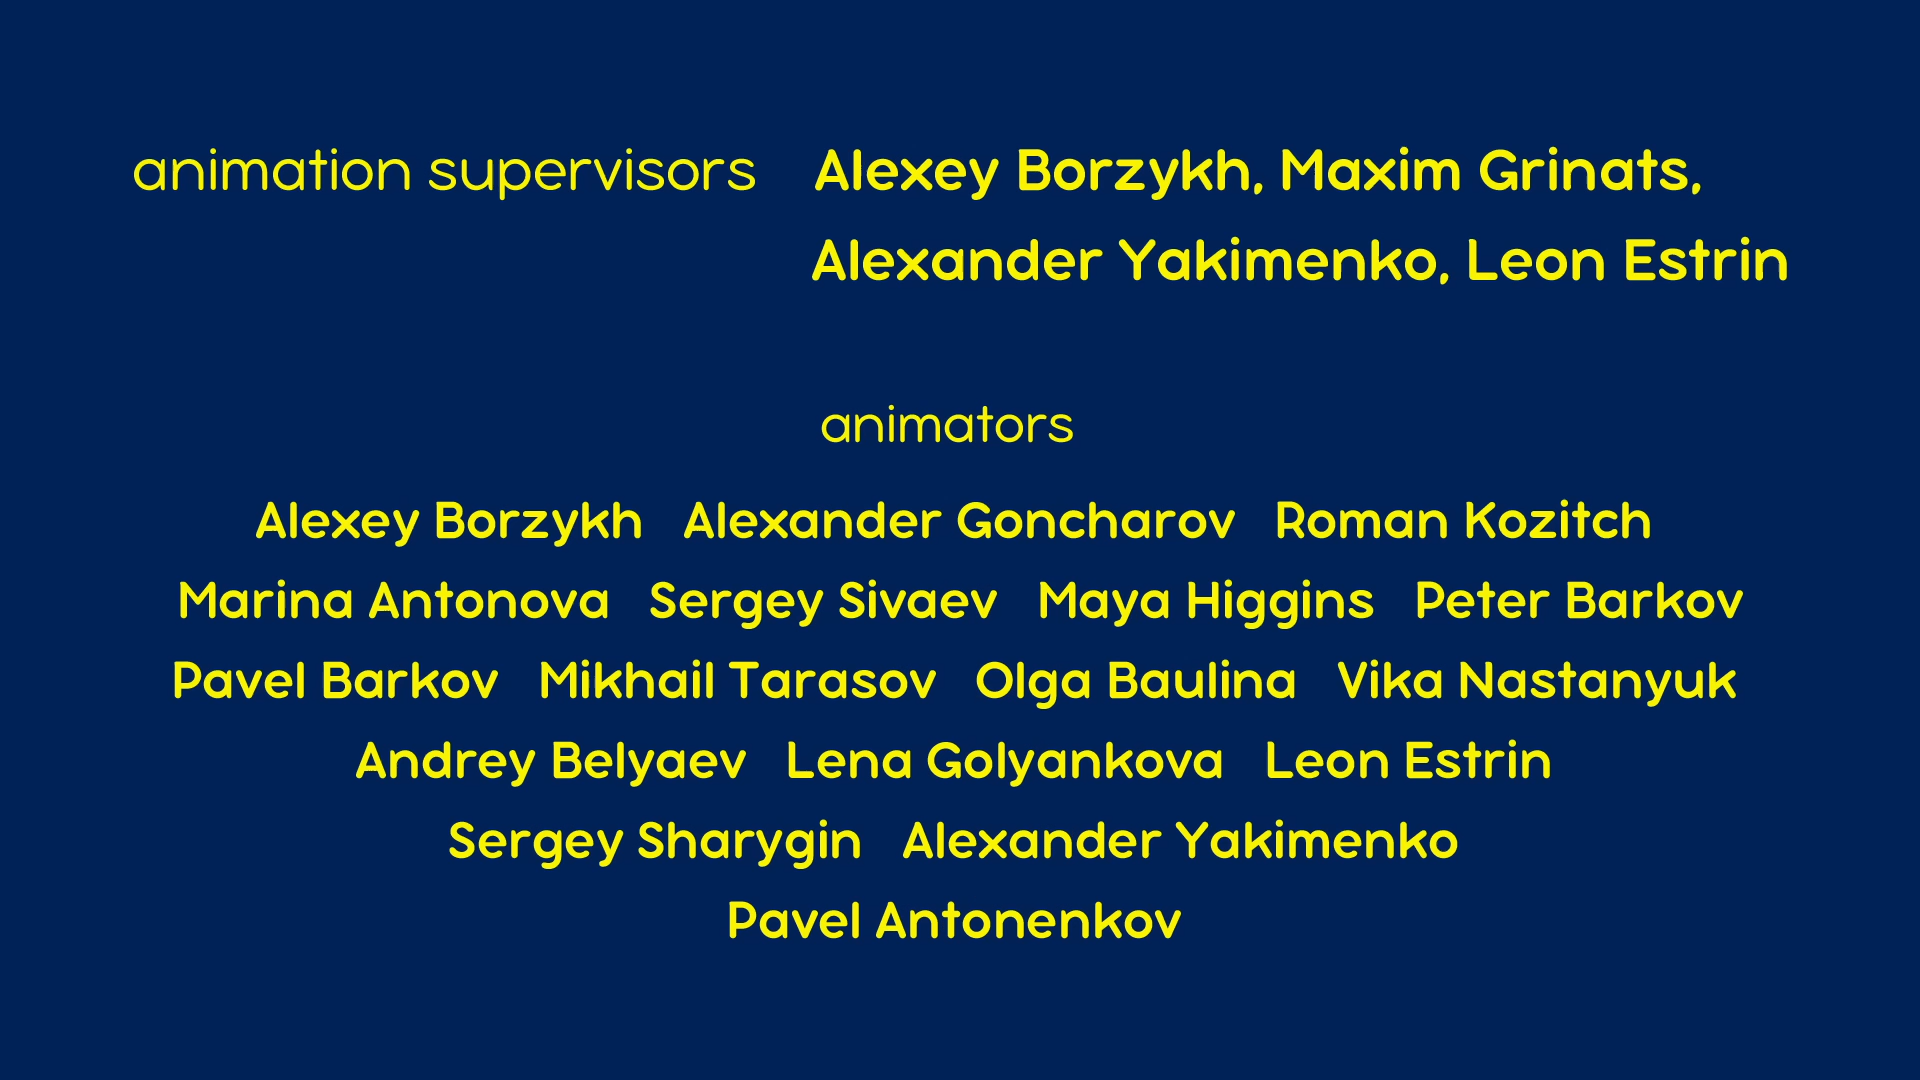 animation supervisors Alexey Borzykh, Maxim Grinats,
Alexander Yakimenko, Leon Estrin
animators
Alexey Borzykh Alexander Goncharov Roman Kozitch
Marina Antonova Sergey Sivaev Maya Higgins Peter Barkov
Pavel Barkov Mikhail Tarasov Olga Baulina Vika Nastanyuk
Andrey Belyaev Lena Golyankova Leon Estrin
Sergey Sharygin Alexander Yakimenko
Pavel Antonenkov